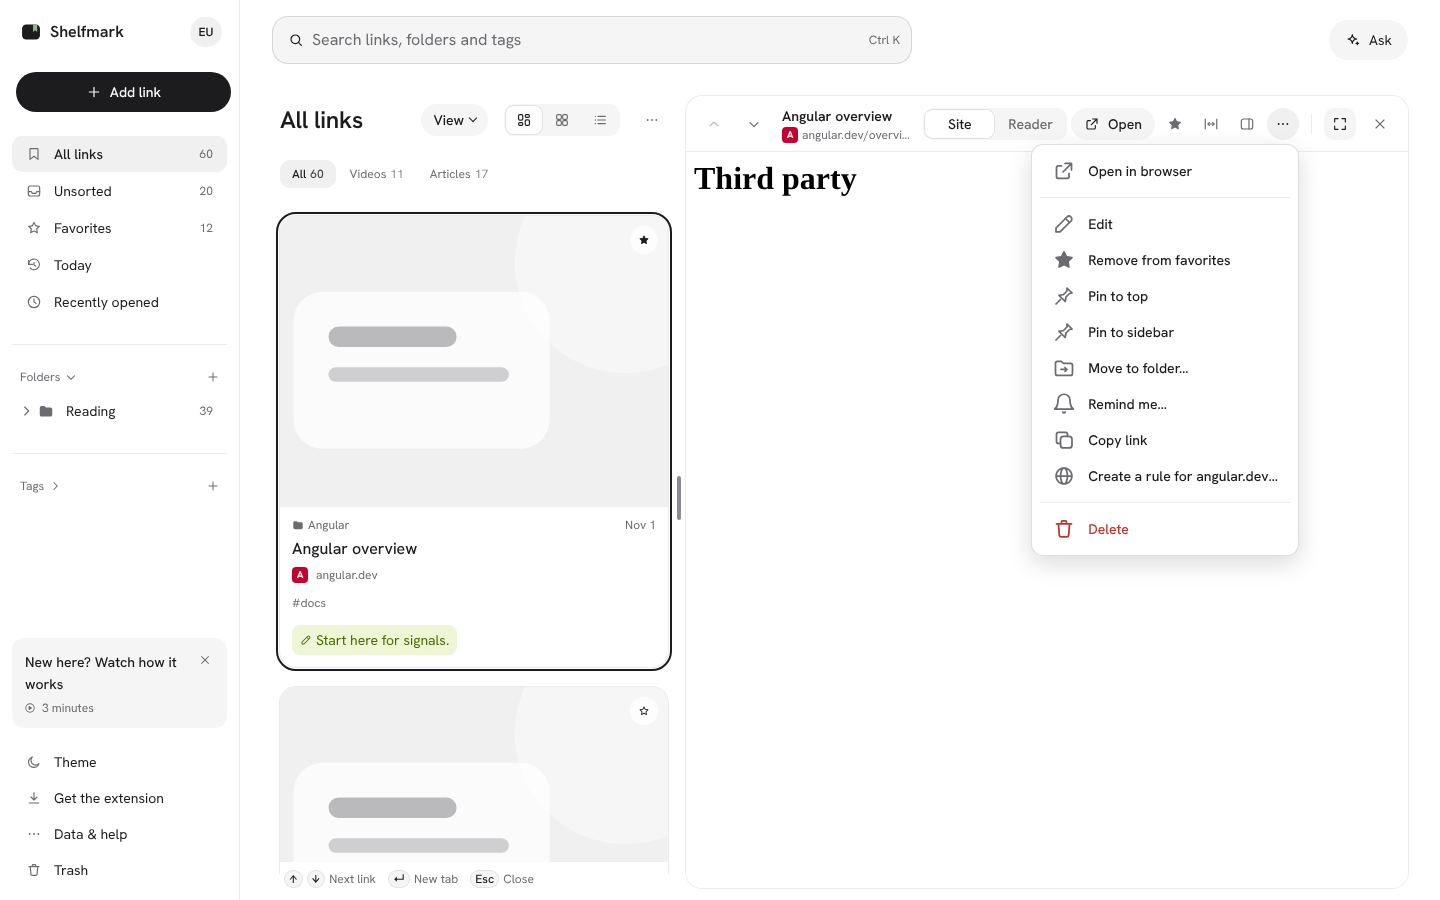 Shelfmark
EU
Add link
All links 60
Unsorted 20
Favorites 12
Today
Recently opened
Folders
Reading 39
Tags
New here? Watch how it
works
3 minutes
Theme
Get the extension
Data & help
Trash
Search links, folders and tags Ctrl K
Ask
All links
View
All 60 Videos 11 Articles 17
Angular Nov 1
Angular overview
A angular.dev
#docs
Start here for signals.
Next link New tab Esc Close
Angular overview
A angular.dev/overvi...
Site Reader
Open
Third party
Open in browser
Edit
Remove from favorites
Pin to top
Pin to sidebar
Move to folder...
Remind me...
Copy link
Create a rule for angular.dev...
Delete